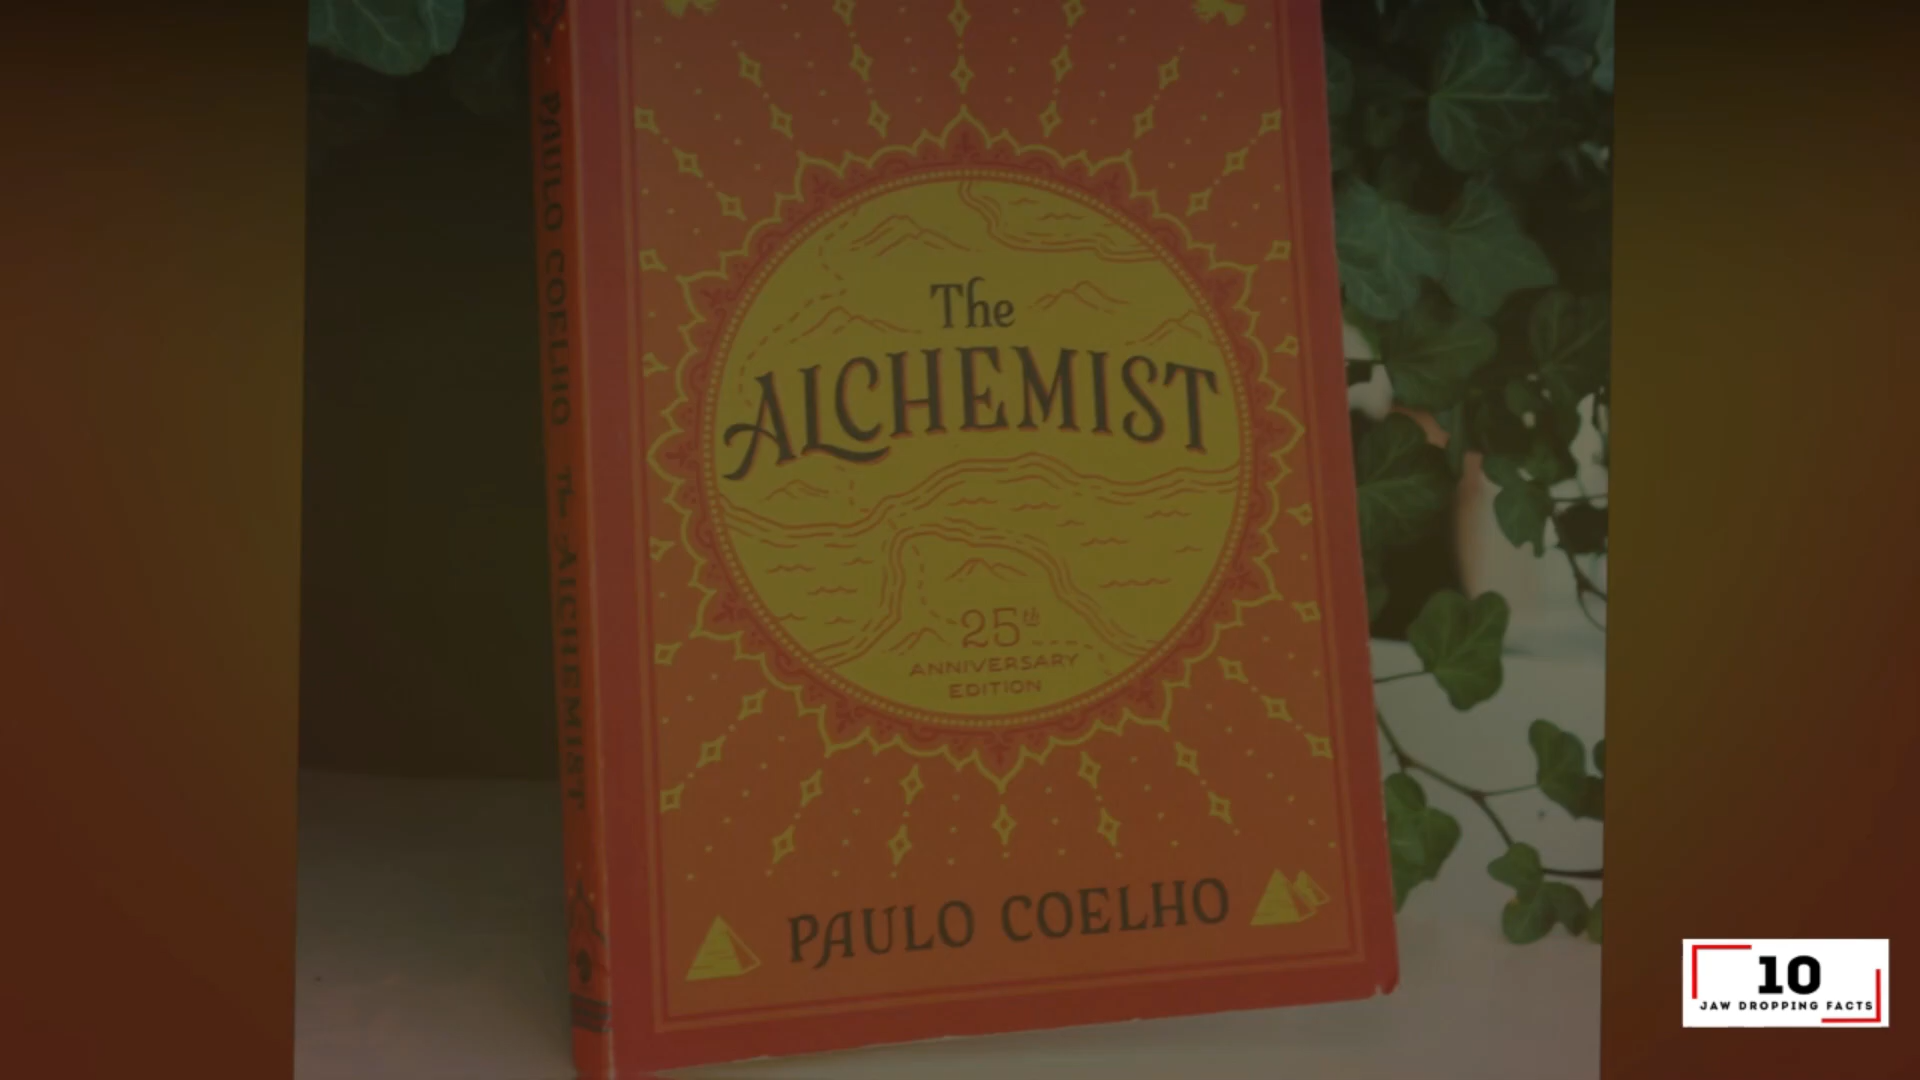 PAULO COELHO The ALCHEMIST
The
ALCHEMIST
25th
ANNIVERSARY
EDITION
PAULO COELHO
10
JAW DROPPING FACTS